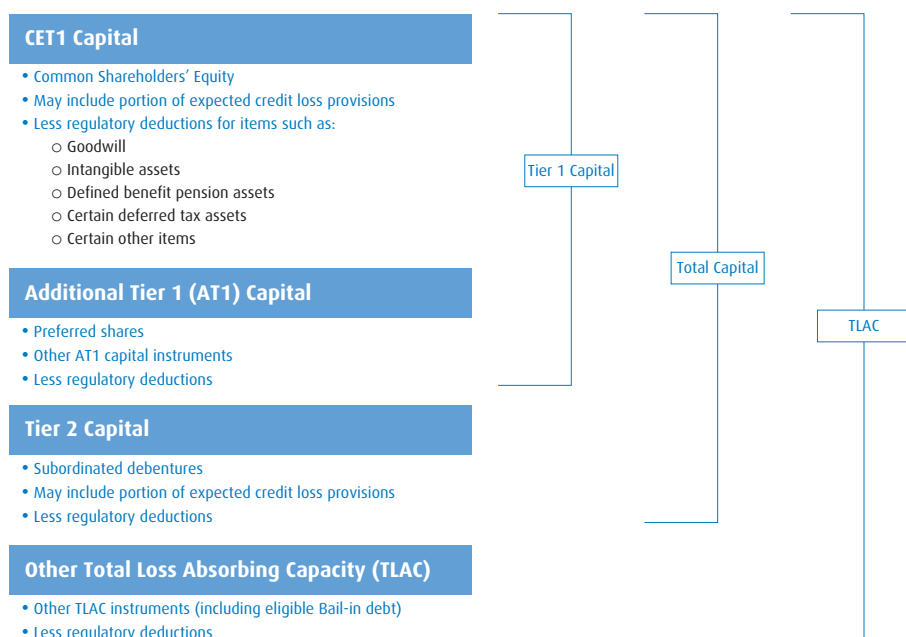 CET1 Capital
• Common Shareholders’ Equity
• May include portion of expected credit loss provisions
• Less regulatory deductions for items such as:
○ Goodwill
○ Intangible assets
○ Defined benefit pension assets
○ Certain deferred tax assets
○ Certain other items
Tier 1 Capital
Total Capital
Additional Tier 1 (AT1) Capital
• Preferred shares
• Other AT1 capital instruments
• Less regulatory deductions
TLAC
Tier 2 Capital
• Subordinated debentures
• May include portion of expected credit loss provisions
• Less regulatory deductions
Other Total Loss Absorbing Capacity (TLAC)
• Other TLAC instruments (including eligible Bail-in debt)
• Less regulatory deductions